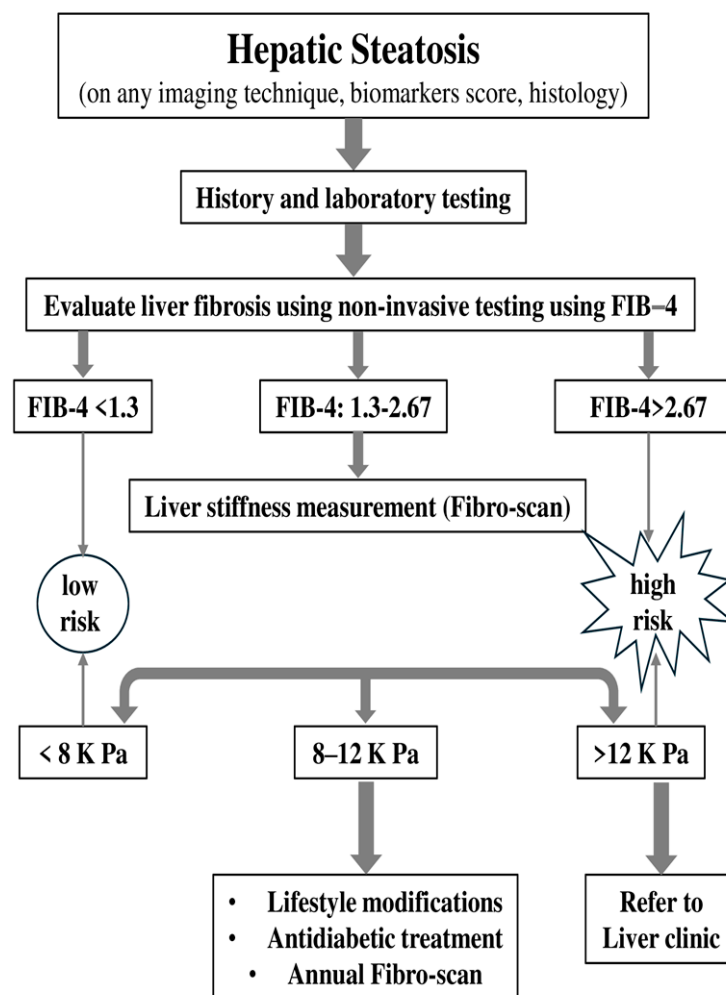 Hepatic Steatosis
(on any imaging technique, biomarkers score, histology)
History and laboratory testing
Evaluate liver fibrosis using non-invasive testing using FIB–4
FIB-4 <1.3
FIB-4: 1.3-2.67
FIB-4>2.67
Liver stiffness measurement (Fibro-scan)
low
risk
high
risk
< 8 K Pa
8–12 K Pa
>12 K Pa
• Lifestyle modifications
• Antidiabetic treatment
• Annual Fibro-scan
Refer to
Liver clinic